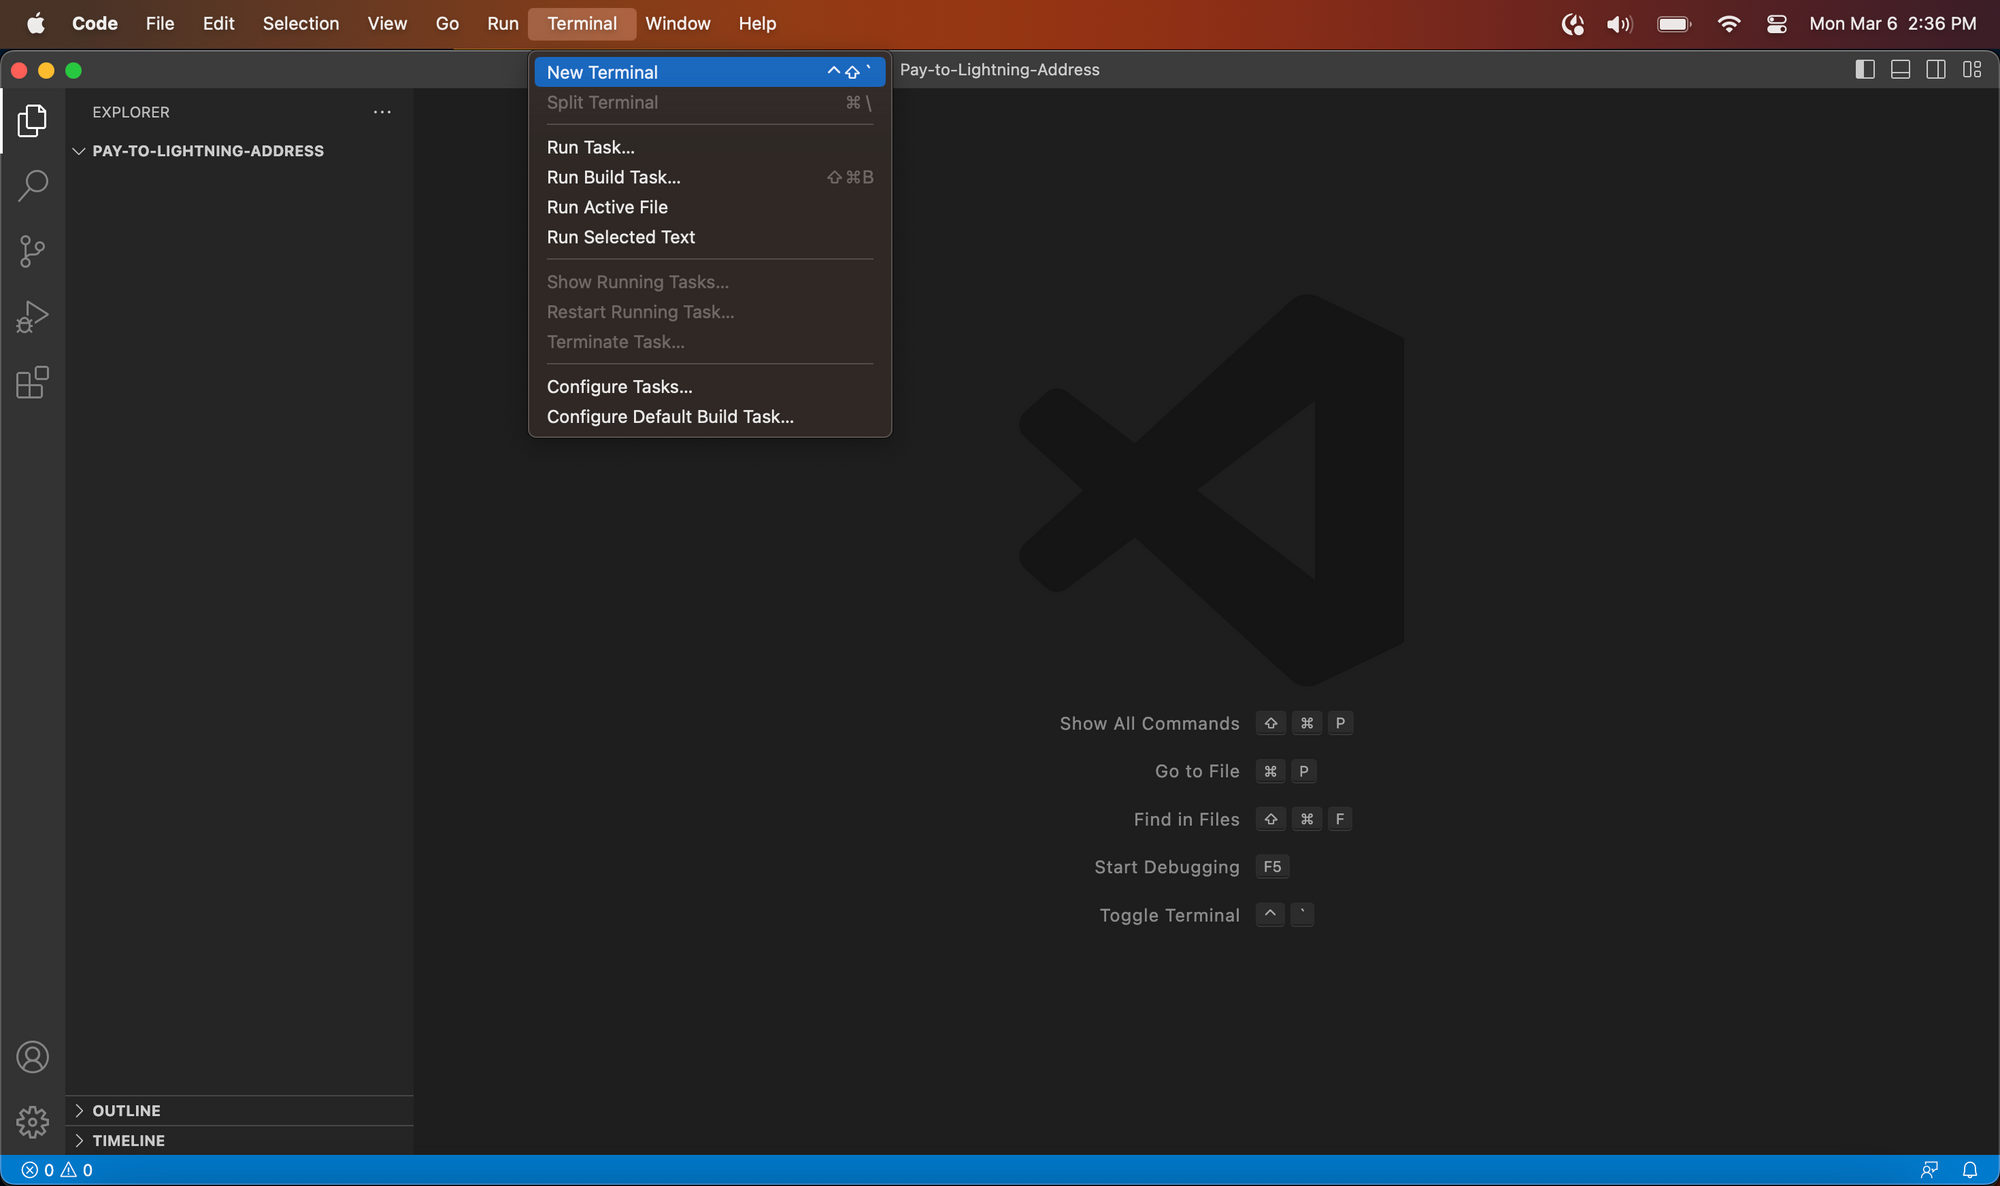 Code File Edit Selection View Go Run Terminal Window Help Mon Mar 6 2:36 PM
Pay-to-Lightning-Address
EXPLORER ...
PAY-TO-LIGHTNING-ADDRESS
New Terminal ^⇧`
Split Terminal ⌘\
Run Task...
Run Build Task... ⇧⌘B
Run Active File
Run Selected Text
Show Running Tasks...
Restart Running Task...
Terminate Task...
Configure Tasks...
Configure Default Build Task...
Show All Commands ⇧ ⌘ P
Go to File ⌘ P
Find in Files ⇧ ⌘ F
Start Debugging F5
Toggle Terminal ^ `
OUTLINE
TIMELINE
0 0